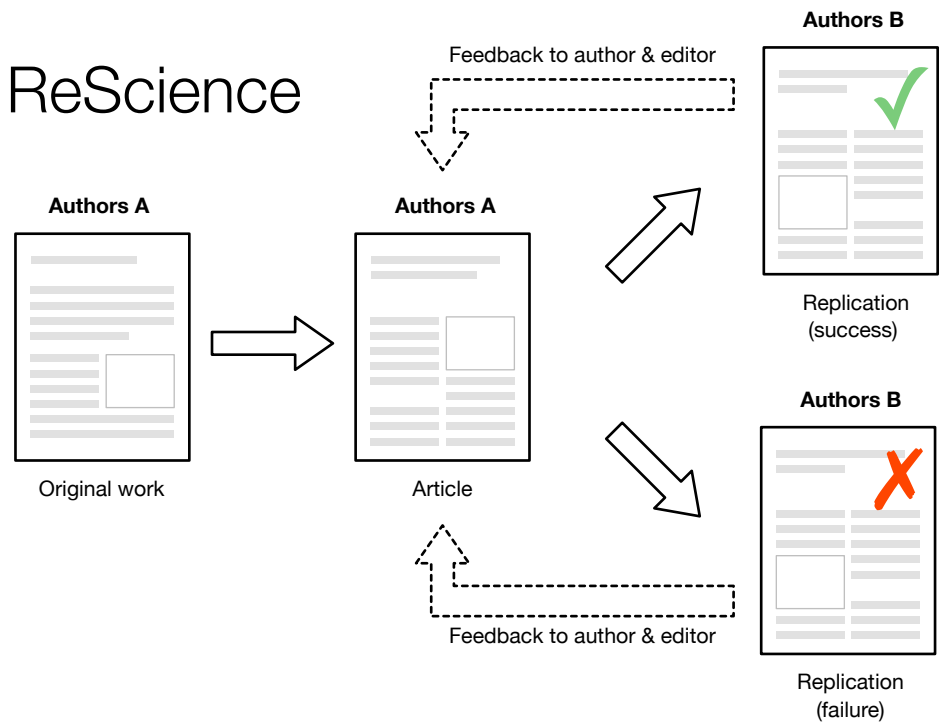 ReScience
Authors A
Original work
Authors A
Article
Feedback to author & editor
Authors B
Replication
(success)
Authors B
Replication
(failure)
Feedback to author & editor